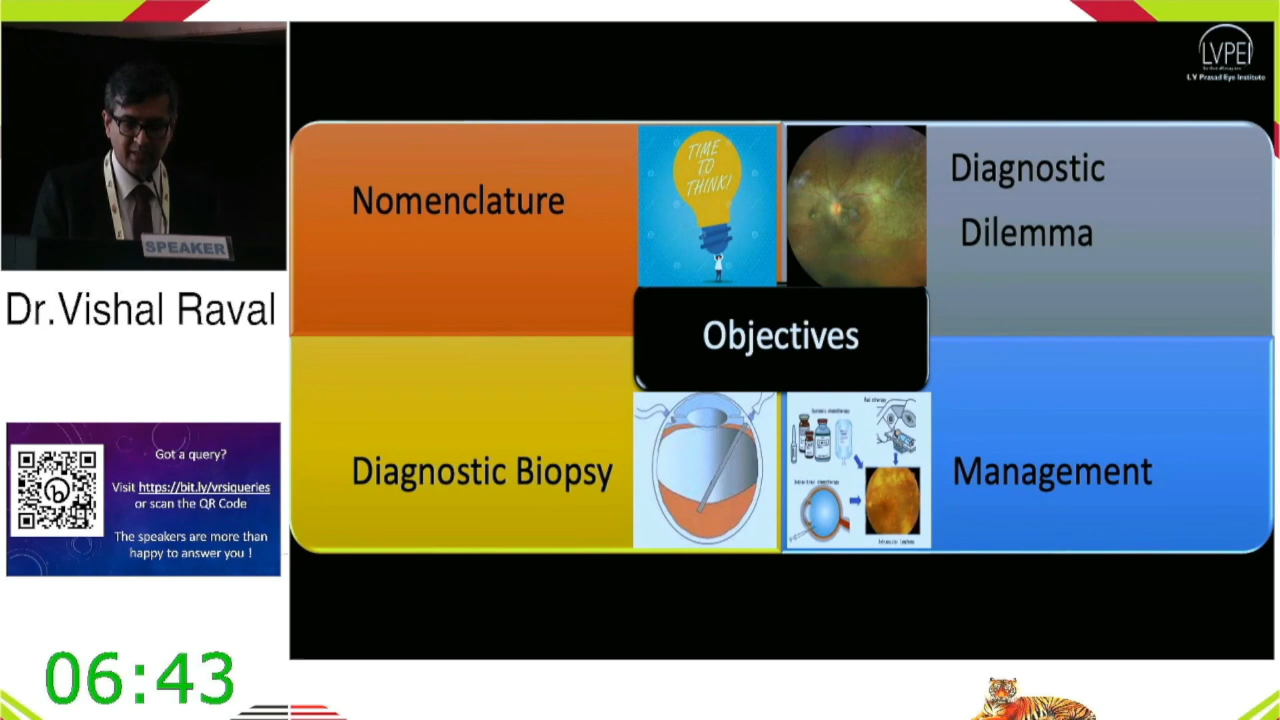 SPEAKER
Dr.Vishal Raval
Got a query?
Visit https://bit.ly/vrsiqueries
or scan the QR Code
The speakers are more than
happy to answer you !
06:43
LVPEI
L V Prasad Eye Institute
Nomenclature
TIME
TO
THINK!
Diagnostic
Dilemma
Objectives
Diagnostic Biopsy
Management